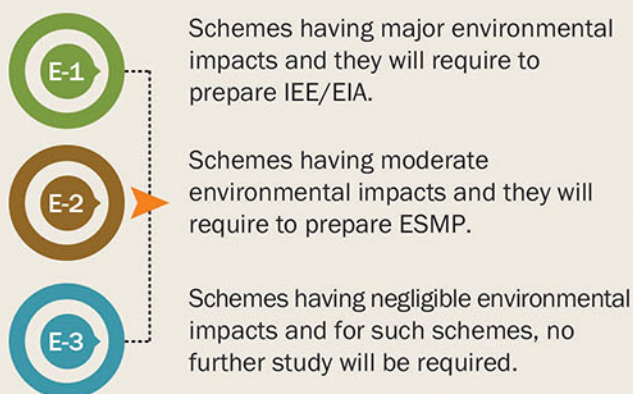 E-1
Schemes having major environmental
impacts and they will require to
prepare IEE/EIA.
E-2
Schemes having moderate
environmental impacts and they will
require to prepare ESMP.
E-3
Schemes having negligible environmental
impacts and for such schemes, no
further study will be required.